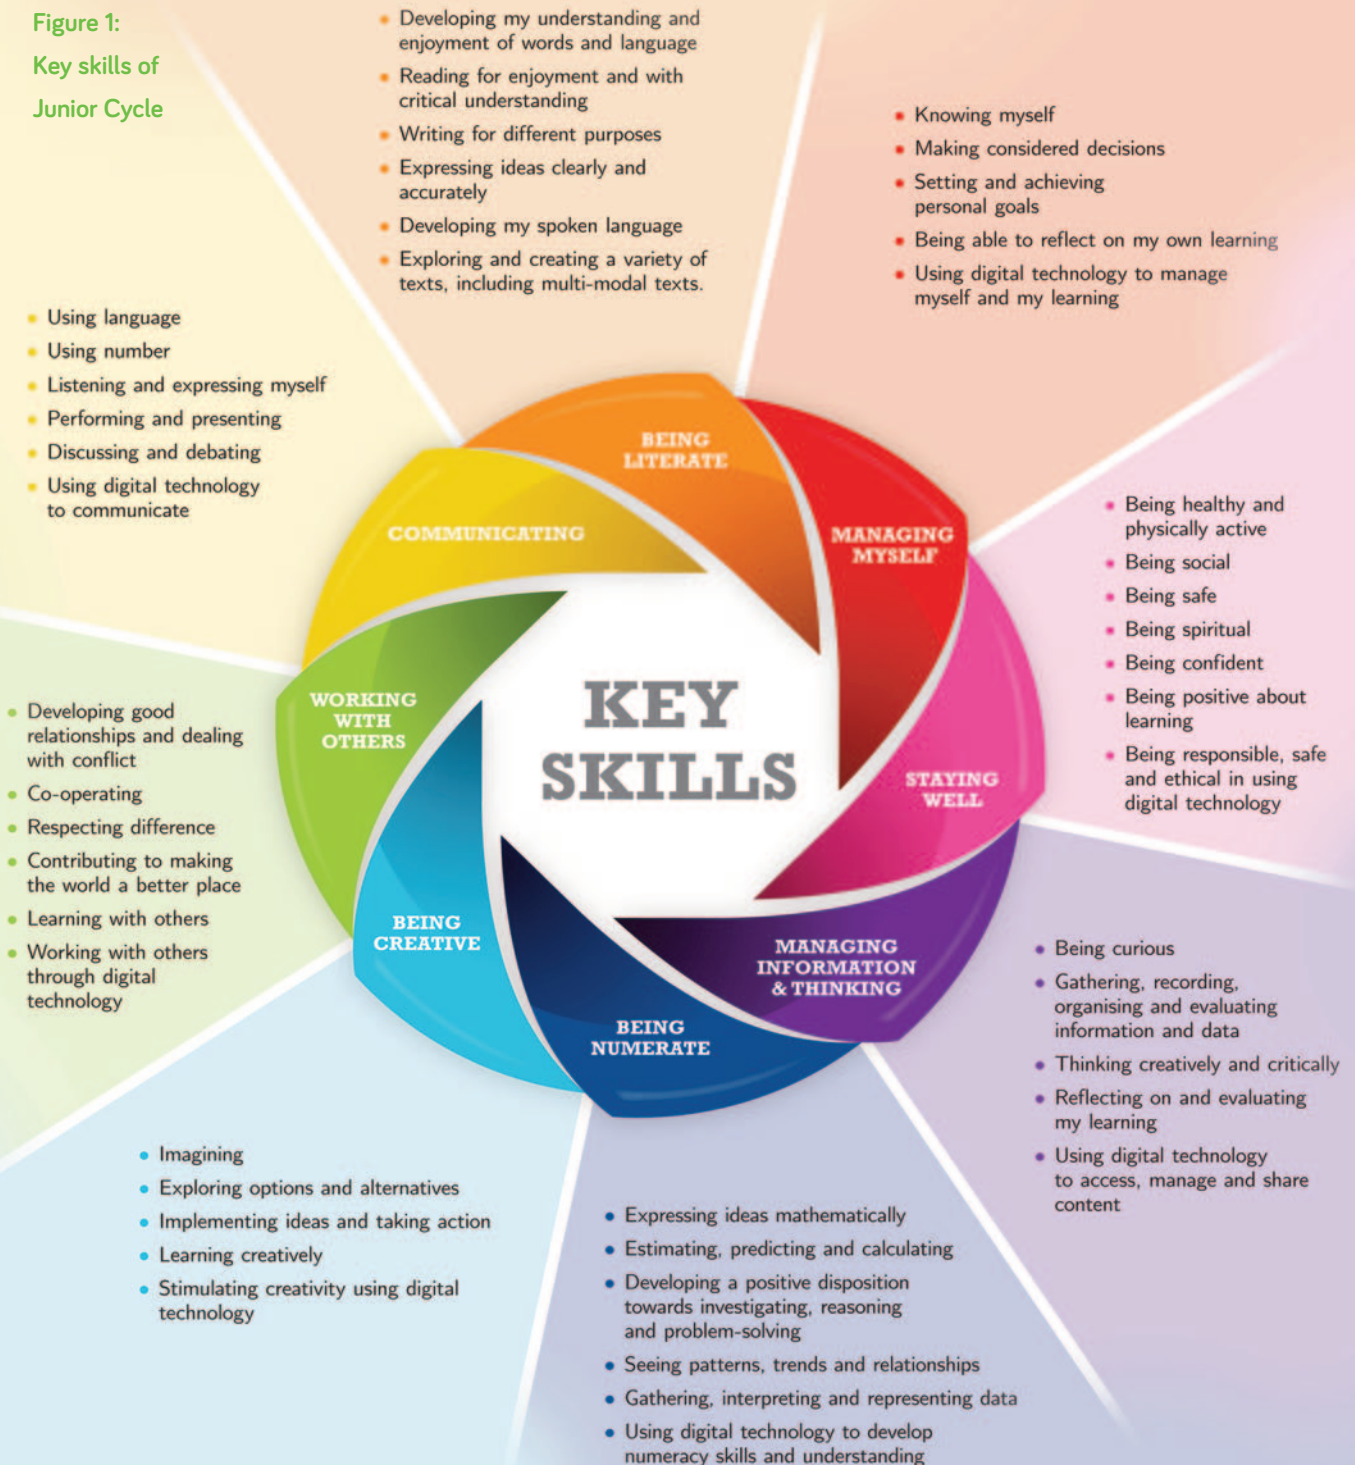 Figure 1:
Key skills of
Junior Cycle
• Developing my understanding and
enjoyment of words and language
• Reading for enjoyment and with
critical understanding
• Writing for different purposes
• Expressing ideas clearly and
accurately
• Developing my spoken language
• Exploring and creating a variety of
texts, including multi-modal texts.
• Knowing myself
• Making considered decisions
• Setting and achieving
personal goals
• Being able to reflect on my own learning
• Using digital technology to manage
myself and my learning
• Using language
• Using number
• Listening and expressing myself
• Performing and presenting
• Discussing and debating
• Using digital technology
to communicate
BEING
LITERATE
COMMUNICATING
MANAGING
MYSELF
• Being healthy and
physically active
• Being social
• Being safe
• Being spiritual
• Being confident
• Being positive about
learning
• Being responsible, safe
and ethical in using
digital technology
WORKING
WITH
OTHERS
KEY
SKILLS
STAYING
WELL
• Developing good
relationships and dealing
with conflict
• Co-operating
• Respecting difference
• Contributing to making
the world a better place
• Learning with others
• Working with others
through digital
technology
BEING
CREATIVE
MANAGING
INFORMATION
& THINKING
BEING
NUMERATE
• Being curious
• Gathering, recording,
organising and evaluating
information and data
• Thinking creatively and critically
• Reflecting on and evaluating
my learning
• Using digital technology
to access, manage and share
content
• Imagining
• Exploring options and alternatives
• Implementing ideas and taking action
• Learning creatively
• Stimulating creativity using digital
technology
• Expressing ideas mathematically
• Estimating, predicting and calculating
• Developing a positive disposition
towards investigating, reasoning
and problem-solving
• Seeing patterns, trends and relationships
• Gathering, interpreting and representing data
• Using digital technology to develop
numeracy skills and understanding